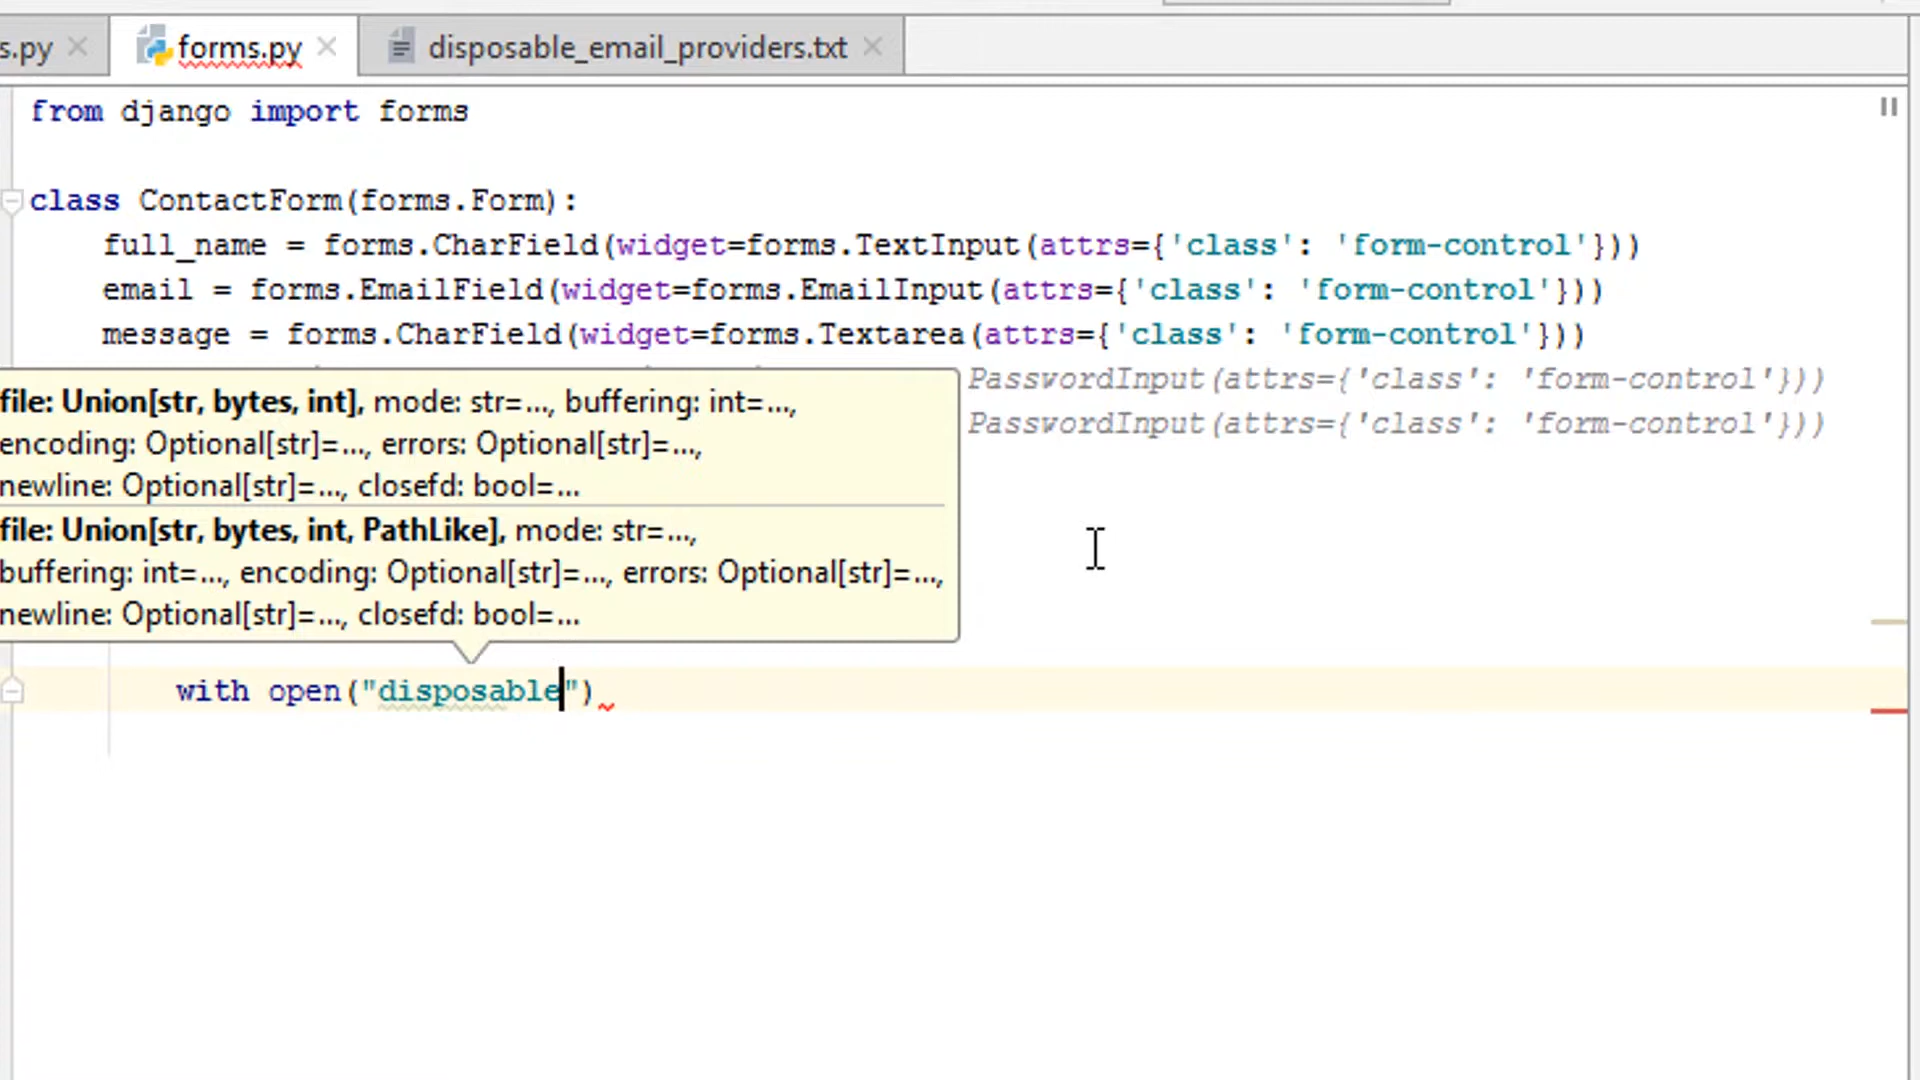 s.py
forms.py
disposable_email_providers.txt
from django import forms
class ContactForm(forms.Form):
full_name = forms.CharField(widget=forms.TextInput(attrs={'class': 'form-control'}))
email = forms.EmailField(widget=forms.EmailInput(attrs={'class': 'form-control'}))
message = forms.CharField(widget=forms.Textarea(attrs={'class': 'form-control'}))
PasswordInput(attrs={'class': 'form-control'}))
PasswordInput(attrs={'class': 'form-control'}))
file: Union[str, bytes, int], mode: str=..., buffering: int=...,
encoding: Optional[str]=..., errors: Optional[str]=...,
newline: Optional[str]=..., closefd: bool=...
file: Union[str, bytes, int, PathLike], mode: str=...,
buffering: int=..., encoding: Optional[str]=..., errors: Optional[str]=...,
newline: Optional[str]=..., closefd: bool=...
with open("disposable")